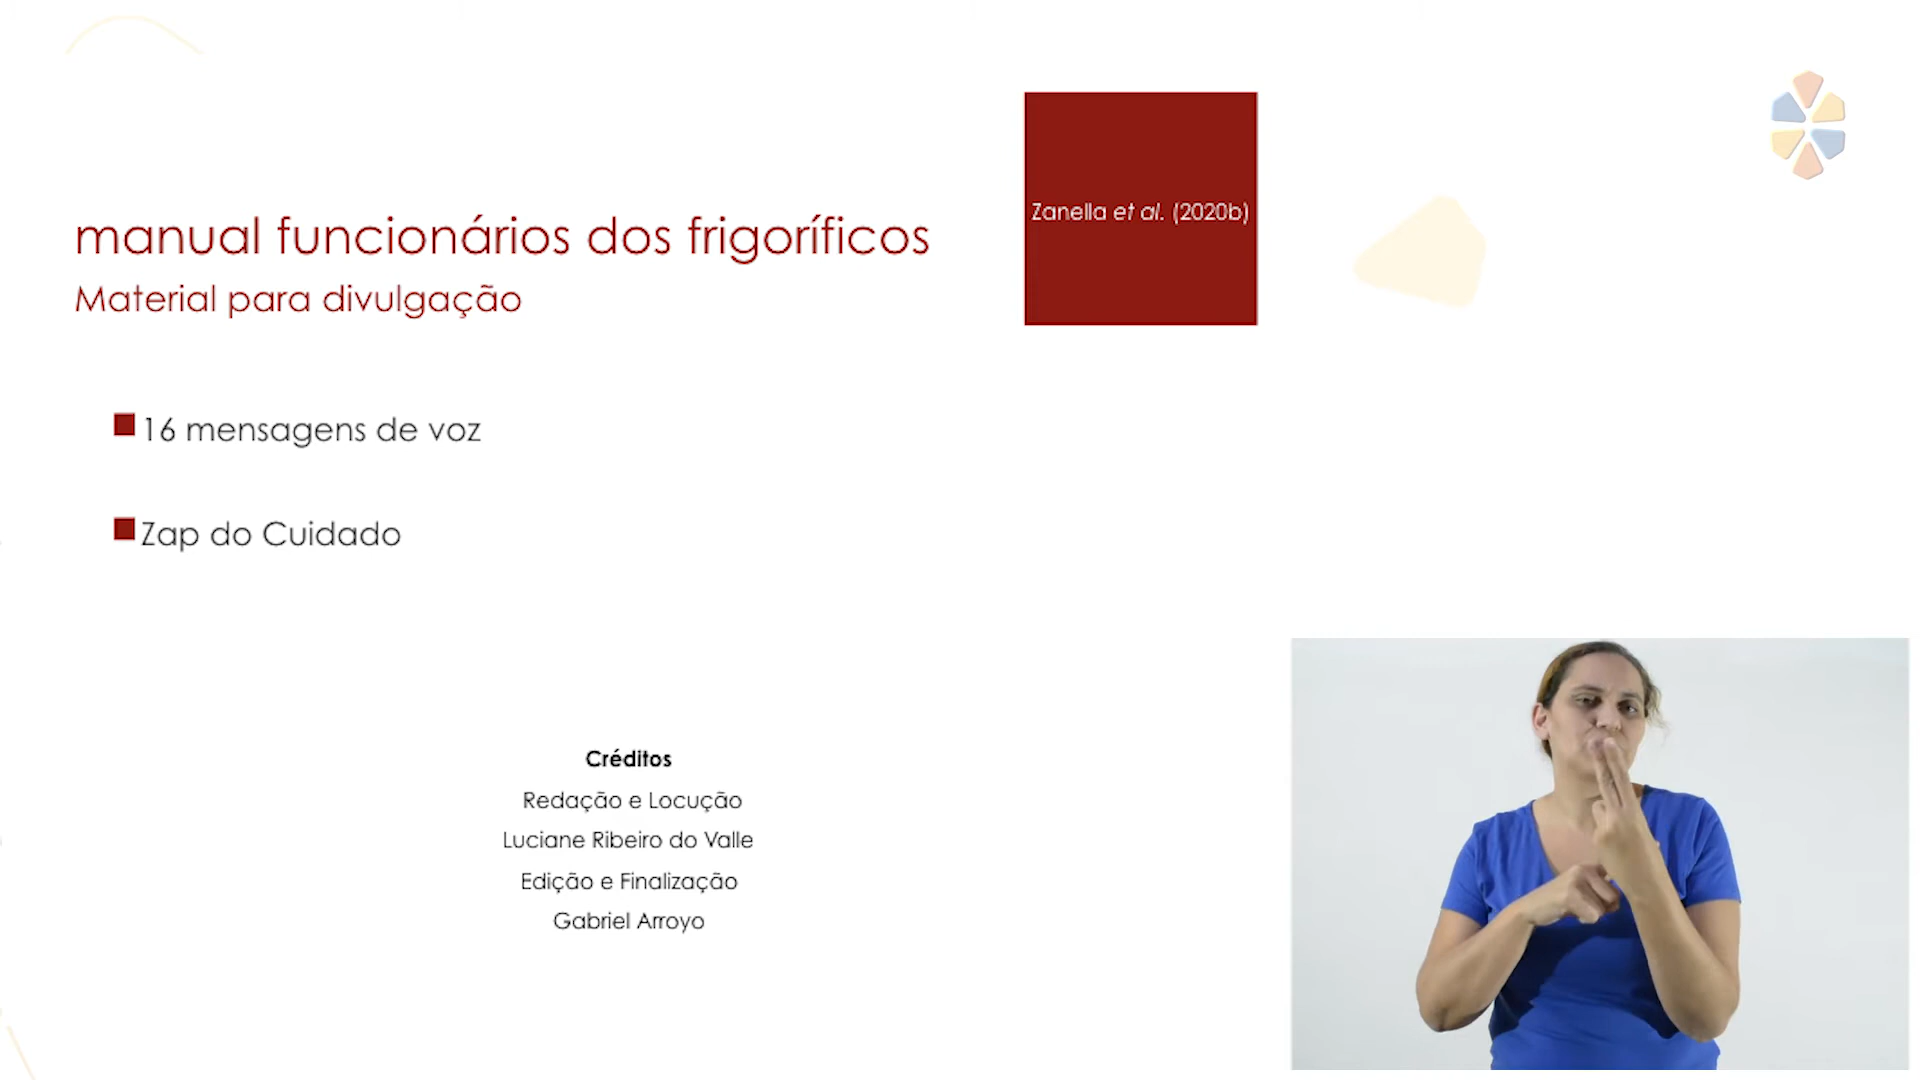 manual funcionários dos frigoríficos
Material para divulgação
Zanella et al. (2020b)
16 mensagens de voz
Zap do Cuidado
Créditos
Redação e Locução
Luciane Ribeiro do Valle
Edição e Finalização
Gabriel Arroyo